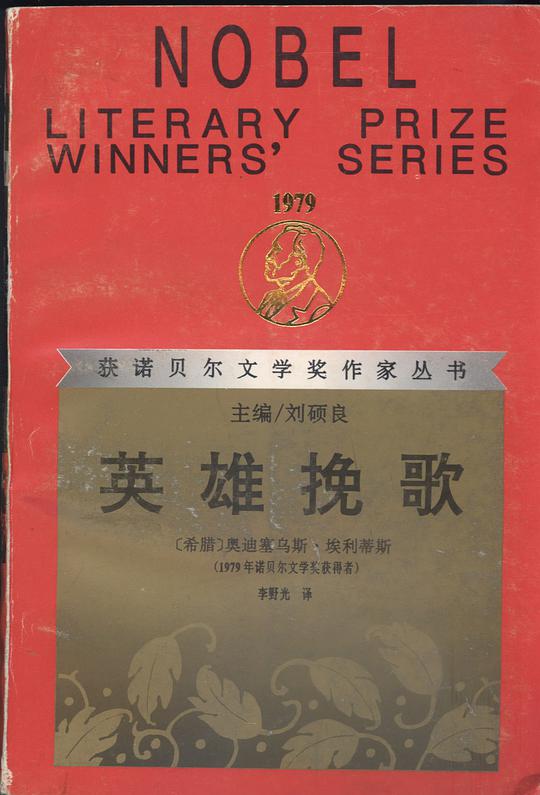 NOBEL
LITERARY PRIZE
WINNERS' SERIES
1979
获诺贝尔文学奖作家丛书
主编/刘硕良
英雄挽歌
〔希腊〕奥迪塞乌斯·埃利蒂斯
(1979年诺贝尔文学奖获得者)
李野光 译